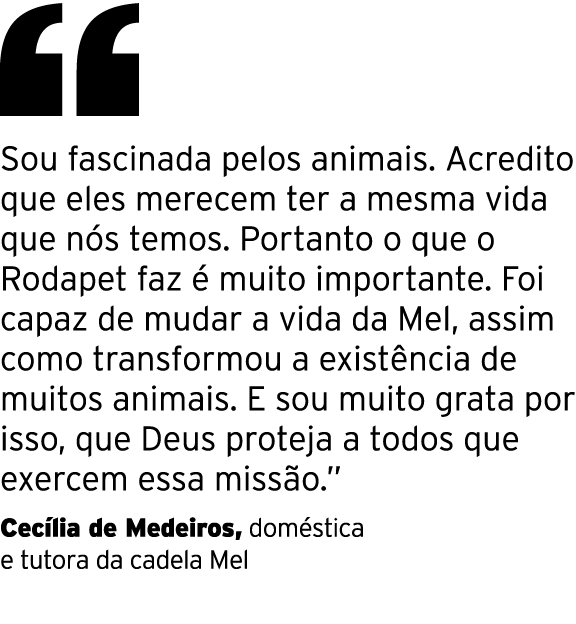 “
Sou fascinada pelos animais. Acredito
que eles merecem ter a mesma vida
que nós temos. Portanto o que o
Rodapet faz é muito importante. Foi
capaz de mudar a vida da Mel, assim
como transformou a existência de
muitos animais. E sou muito grata por
isso, que Deus proteja a todos que
exercem essa missão.”
Cecília de Medeiros, doméstica
e tutora da cadela Mel